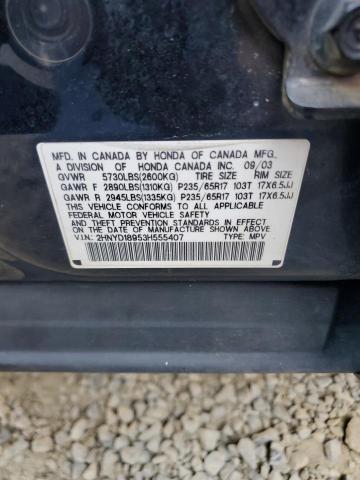 MFD. IN CANADA BY HONDA OF CANADA MFG.,
A DIVISION OF HONDA CANADA INC. 09/03
GVWR 5730LBS(2600KG) TIRE SIZE RIM SIZE
GAWR F 2890LBS(1310KG) P235/65R17 103T 17X6.5JJ
GAWR R 2945LBS(1335KG) P235/65R17 103T 17X6.5JJ
THIS VEHICLE CONFORMS TO ALL APPLICABLE
FEDERAL MOTOR VEHICLE SAFETY
AND THEFT PREVENTION STANDARDS IN EFFECT
ON THE DATE OF MANUFACTURE SHOWN ABOVE.
V.I.N.: 2HNYD18953H555407 TYPE: MPV